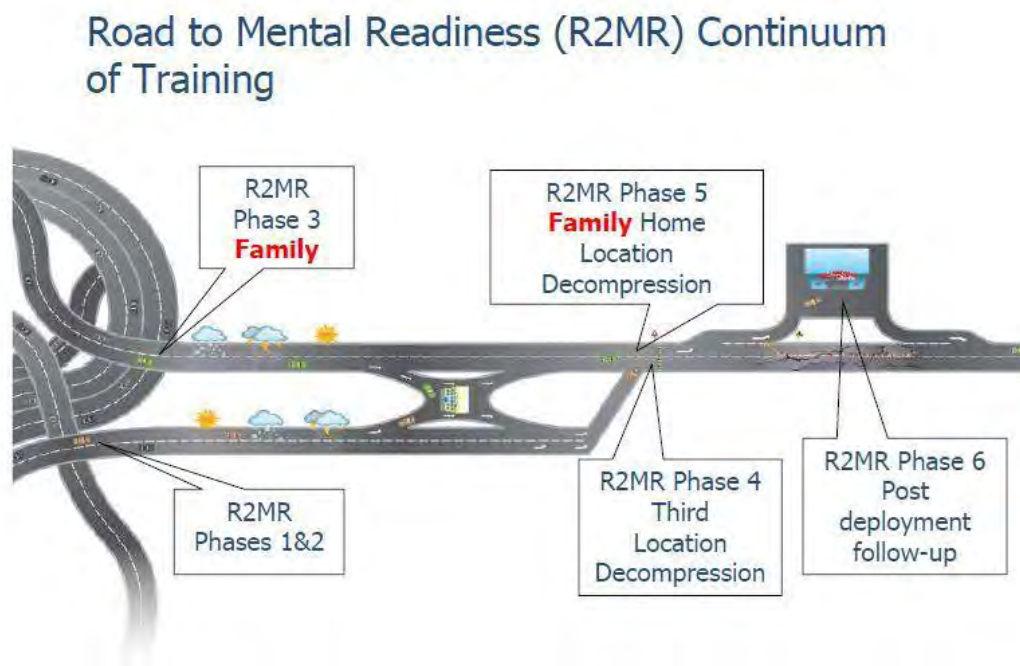 Road to Mental Readiness (R2MR) Continuum
of Training
R2MR
Phase 3
Family
R2MR Phase 5
Family Home
Location
Decompression
R2MR
Phases 1&2
R2MR Phase 4
Third
Location
Decompression
R2MR Phase 6
Post
deployment
follow-up